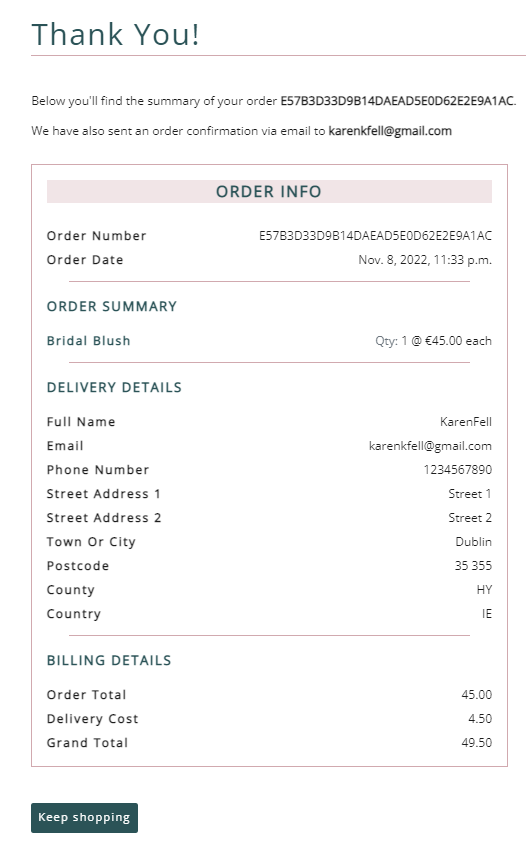 Thank You!
Below you'll find the summary of your order E57B3D33D9B14DAEAD5E0D62E2E9A1AC.
We have also sent an order confirmation via email to karenkfell@gmail.com
ORDER INFO
Order Number E57B3D33D9B14DAEAD5E0D62E2E9A1AC
Order Date Nov. 8, 2022, 11:33 p.m.
ORDER SUMMARY
Bridal Blush Qty: 1 @ €45.00 each
DELIVERY DETAILS
Full Name KarenFell
Email karenkfell@gmail.com
Phone Number 1234567890
Street Address 1 Street 1
Street Address 2 Street 2
Town Or City Dublin
Postcode 35 355
County HY
Country IE
BILLING DETAILS
Order Total 45.00
Delivery Cost 4.50
Grand Total 49.50
Keep shopping